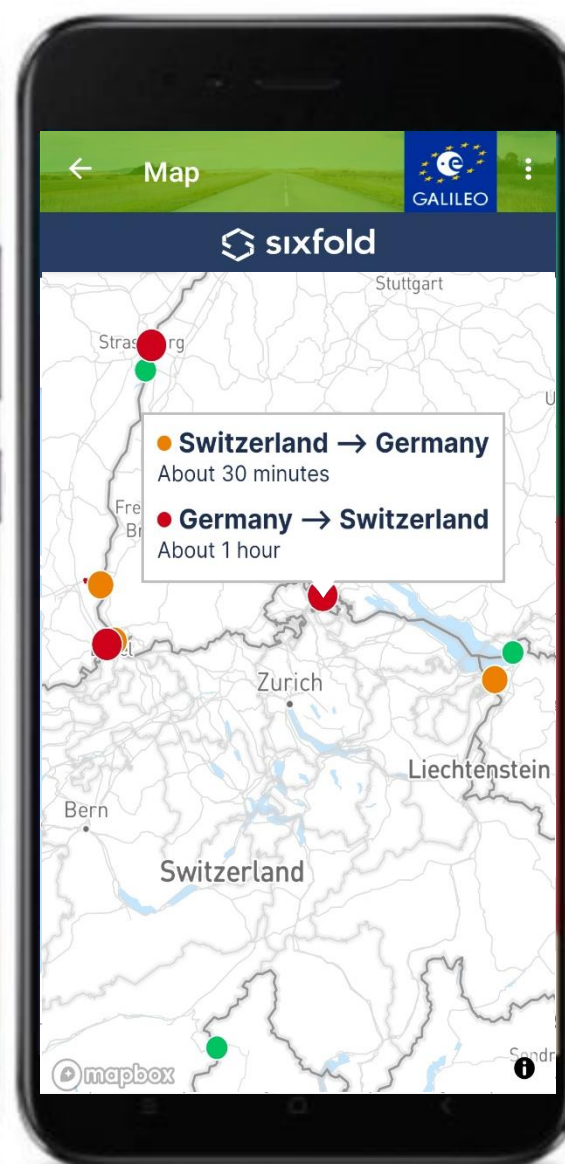 Map
GALILEO
sixfold
Stuttgart
Stras rg
U
Switzerland → Germany
About 30 minutes
Germany → Switzerland
About 1 hour
Fre
Br
Zurich
Liechtenstein
Bern
Switzerland
Sondr
mapbox